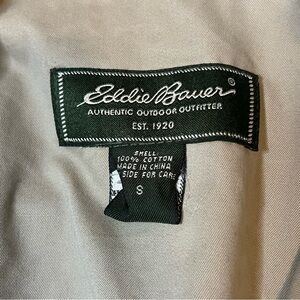 Eddie Bauer®
AUTHENTIC OUTDOOR OUTFITTER
EST. 1920
SHELL:
100% COTTON
MADE IN CHINA
SIDE FOR CARE
S